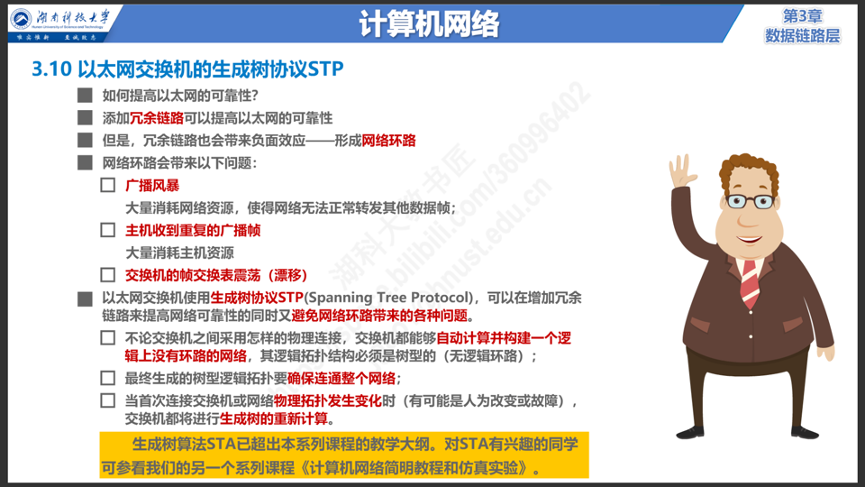 湖南科技大学
Hunan University of Science and Technology
唯实惟新 至诚致志
计算机网络
第3章
数据链路层
3.10 以太网交换机的生成树协议STP
如何提高以太网的可靠性？
添加冗余链路可以提高以太网的可靠性
但是，冗余链路也会带来负面效应——形成网络环路
网络环路会带来以下问题：
广播风暴
大量消耗网络资源，使得网络无法正常转发其他数据帧；
主机收到重复的广播帧
大量消耗主机资源
交换机的帧交换表震荡（漂移）
以太网交换机使用生成树协议STP(Spanning Tree Protocol)，可以在增加冗余
链路来提高网络可靠性的同时又避免网络环路带来的各种问题。
不论交换机之间采用怎样的物理连接，交换机都能够自动计算并构建一个逻
辑上没有环路的网络，其逻辑拓扑结构必须是树型的（无逻辑环路）；
最终生成的树型逻辑拓扑要确保连通整个网络；
当首次连接交换机或网络物理拓扑发生变化时（有可能是人为改变或故障），
交换机都将进行生成树的重新计算。
生成树算法STA已超出本系列课程的教学大纲。对STA有兴趣的同学
可参看我们的另一个系列课程《计算机网络简明教程和仿真实验》。
湖科大教书匠
bilibili.com/360996402
hnust.edu.cn